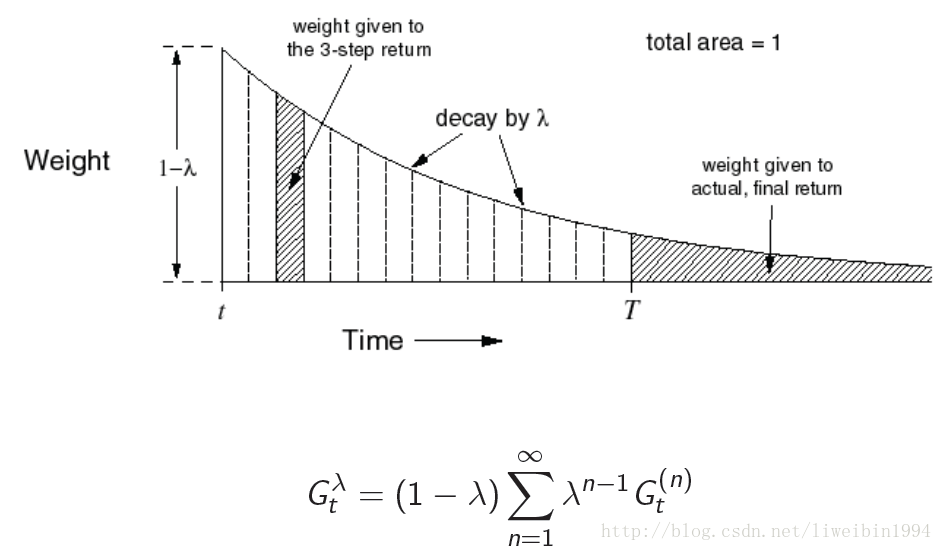 weight given to
the 3-step return
total area = 1
decay by λ
Weight
1−λ
weight given to
actual, final return
t
T
Time
∞
G_t^λ = (1 − λ) ∑ λ^{n−1} G_t^{(n)}
n=1
http://blog.csdn.net/liweibin1994